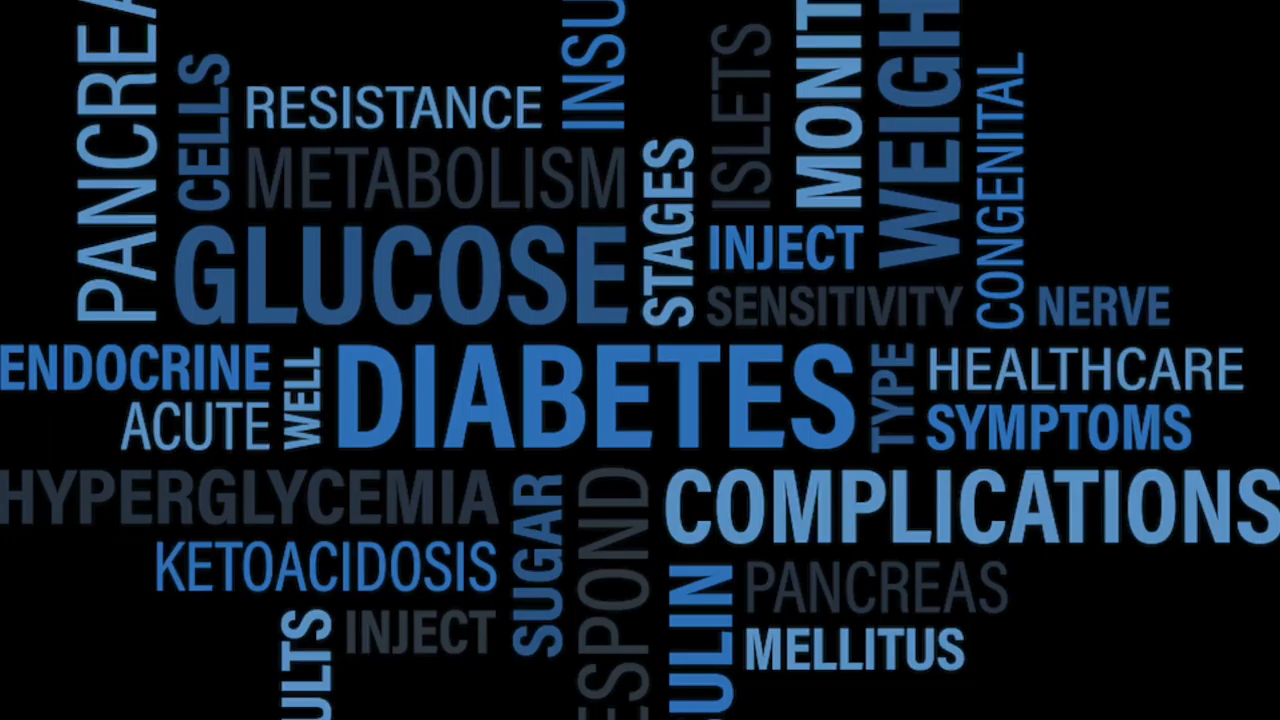 PANCREA
CELLS
RESISTANCE
INSU
METABOLISM
GLUCOSE
STAGES
ISLETS
MONIT
WEIGH
CONGENITAL
INJECT
SENSITIVITY
NERVE
ENDOCRINE
ACUTE
WELL
DIABETES
TYPE
HEALTHCARE
SYMPTOMS
HYPERGLYCEMIA
SUGAR
ESPOND
COMPLICATIONS
KETOACIDOSIS
ULTS
INJECT
ULIN
PANCREAS
MELLITUS